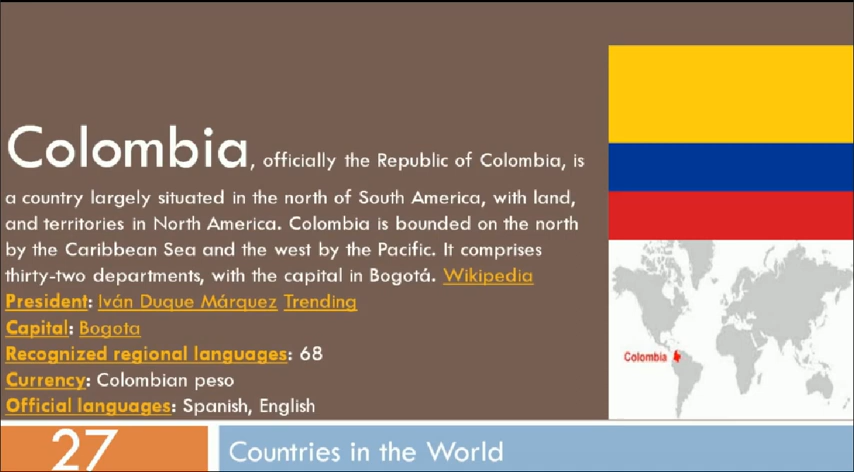 Colombia, officially the Republic of Colombia, is
a country largely situated in the north of South America, with land,
and territories in North America. Colombia is bounded on the north
by the Caribbean Sea and the west by the Pacific. It comprises
thirty-two departments, with the capital in Bogotá. Wikipedia
President: Iván Duque Márquez Trending
Capital: Bogota
Recognized regional languages: 68
Currency: Colombian peso
Official languages: Spanish, English
Colombia
27
Countries in the World